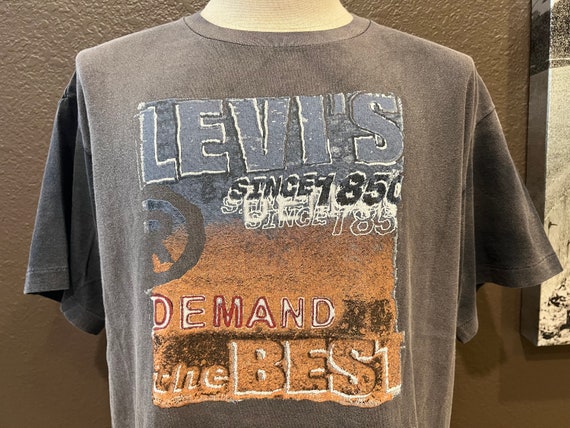 LEVI'S
SINCE 1850
SINCE 185
R
DEMAND
the BEST